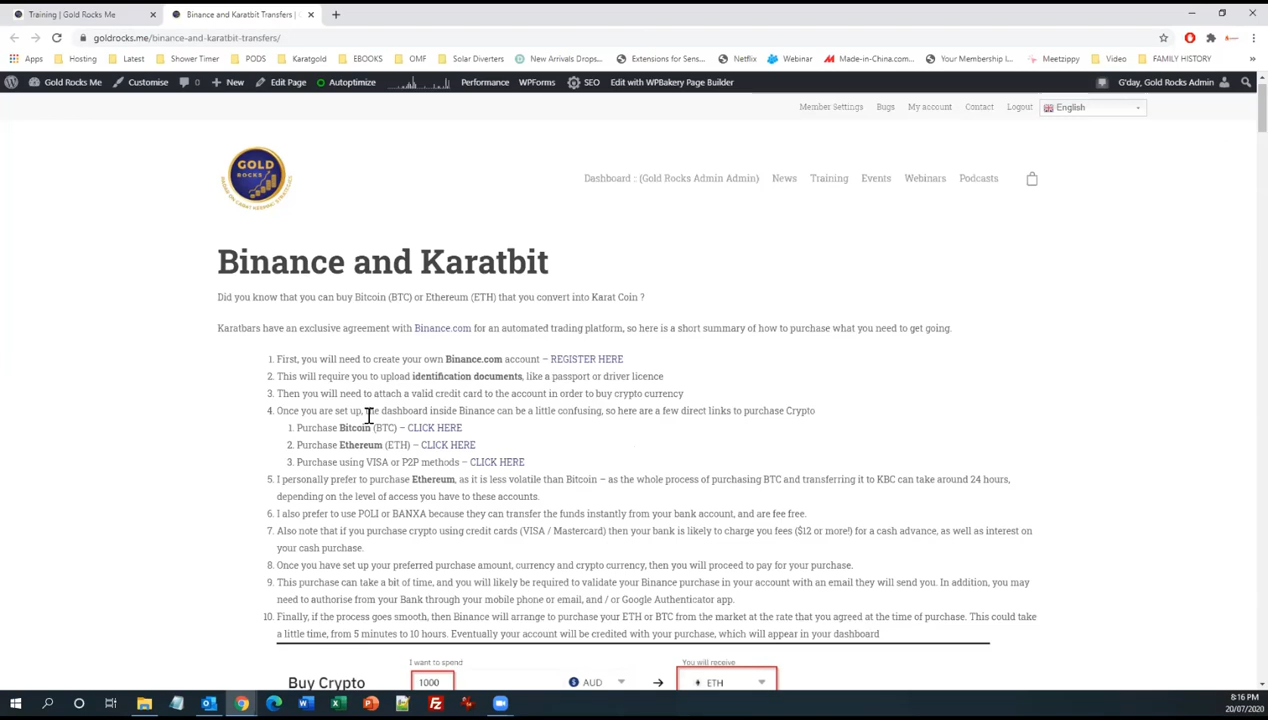 Training | Gold Rocks Me
Binance and Karatbit Transfers |
goldrocks.me/binance-and-karatbit-transfers/
Apps Hosting Latest Shower Timer PODS Karatgold EBOOKS OMF Solar Diverters New Arrivals Drop... Extensions for Sens... Netflix Webinar Made-in-China.com... Your Membership I... Meetzippy Video FAMILY HISTORY
Gold Rocks Me Customise 0 New Edit Page Autoptimize Performance WPForms SEO Edit with WPBakery Page Builder G'day, Gold Rocks Admin
Member Settings Bugs My account Contact Logout English
GOLD
ROCKS
Dashboard : (Gold Rocks Admin Admin) News Training Events Webinars Podcasts
Binance and Karatbit
Did you know that you can buy Bitcoin (BTC) or Ethereum (ETH) that you convert into Karat Coin ?
Karatbars have an exclusive agreement with Binance.com for an automated trading platform, so here is a short summary of how to purchase what you need to get going.
1. First, you will need to create your own Binance.com account – REGISTER HERE
2. This will require you to upload identification documents, like a passport or driver licence
3. Then you will need to attach a valid credit card to the account in order to buy crypto currency
4. Once you are set up, the dashboard inside Binance can be a little confusing, so here are a few direct links to purchase Crypto
1. Purchase Bitcoin (BTC) – CLICK HERE
2. Purchase Ethereum (ETH) – CLICK HERE
3. Purchase using VISA or P2P methods – CLICK HERE
5. I personally prefer to purchase Ethereum, as it is less volatile than Bitcoin – as the whole process of purchasing BTC and transferring it to KBC can take around 24 hours,
depending on the level of access you have to these accounts.
6. I also prefer to use POLI or BANXA because they can transfer the funds instantly from your bank account, and are fee free.
7. Also note that if you purchase crypto using credit cards (VISA / Mastercard) then your bank is likely to charge you fees ($12 or more!) for a cash advance, as well as interest on
your cash purchase.
8. Once you have set up your preferred purchase amount, currency and crypto currency, then you will proceed to pay for your purchase.
9. This purchase can take a bit of time, and you will likely be required to validate your Binance purchase in your account with an email they will send you. In addition, you may
need to authorise from your Bank through your mobile phone or email, and / or Google Authenticator app.
10. Finally, if the process goes smooth, then Binance will arrange to purchase your ETH or BTC from the market at the rate that you agreed at the time of purchase. This could take
a little time, from 5 minutes to 10 hours. Eventually your account will be credited with your purchase, which will appear in your dashboard
I want to spend You will receive
Buy Crypto 1000 AUD → ETH
8:16 PM
20/07/2020